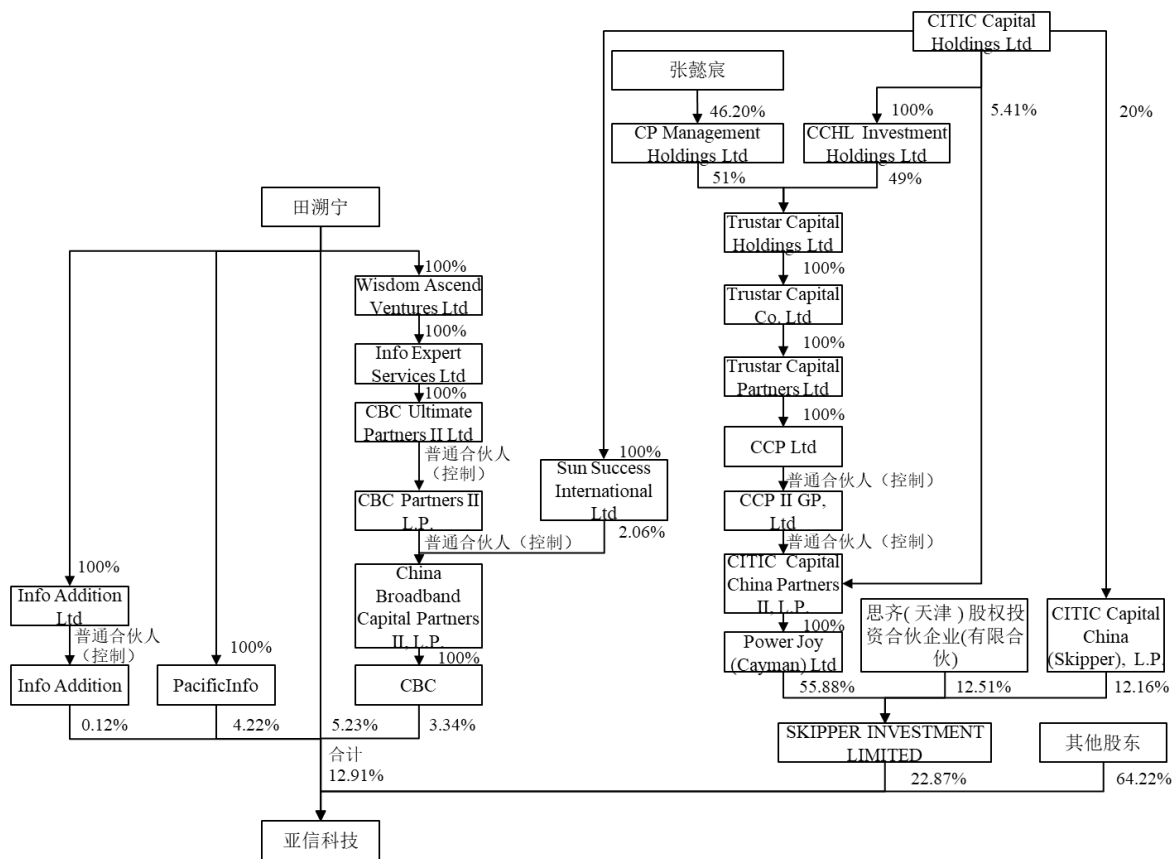 CITIC Capital
Holdings Ltd
张懿宸
46.20%
100%
5.41%
20%
CP Management
Holdings Ltd
CCHL Investment
Holdings Ltd
51%
49%
田溯宁
Trustar Capital
Holdings Ltd
100%
100%
Wisdom Ascend
Ventures Ltd
Trustar Capital
Co. Ltd
100%
100%
Info Expert
Services Ltd
Trustar Capital
Partners Ltd
100%
100%
CBC Ultimate
Partners II Ltd
CCP Ltd
普通合伙人
（控制）
100%
Sun Success
International
Ltd
普通合伙人（控制）
CBC Partners II
L.P.
CCP II GP,
Ltd
2.06%
普通合伙人（控制）
普通合伙人（控制）
100%
Info Addition
Ltd
China
Broadband
Capital Partners
II, L.P.
CITIC Capital
China Partners
II, L.P.
思齐(天津)股权投
资合伙企业(有限合
伙)
CITIC Capital
China
(Skipper), L.P.
普通合伙人
（控制）
100%
100%
100%
Power Joy
(Cayman) Ltd
Info Addition
PacificInfo
CBC
55.88%
12.51%
12.16%
0.12%
4.22%
5.23%
3.34%
SKIPPER INVESTMENT
LIMITED
其他股东
合计
12.91%
22.87%
64.22%
亚信科技